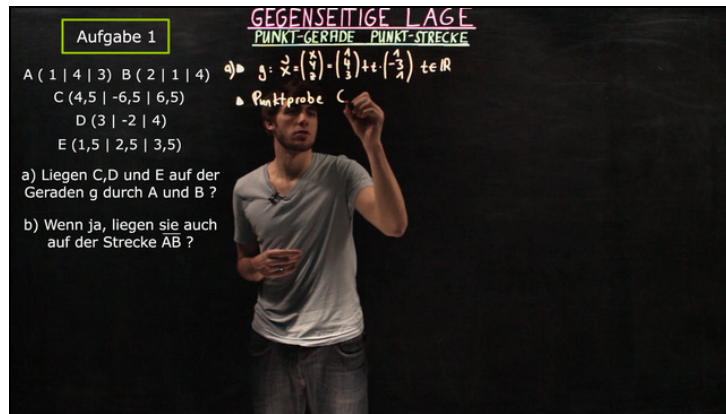 GEGENSEITIGE LAGE
PUNKT-GERADE PUNKT-STRECKE
Aufgabe 1
A ( 1 | 4 | 3) B ( 2 | 1 | 4)
C (4,5 | -6,5 | 6,5)
D (3 | -2 | 4)
E (1,5 | 2,5 | 3,5)
a) Liegen C,D und E auf der
Geraden g durch A und B ?
b) Wenn ja, liegen sie auch
auf der Strecke A̅B̅ ?
a) g: x⃗ = (x y z) = (1 4 3) + t · (1 -3 1) t∈ℝ
Punktprobe C